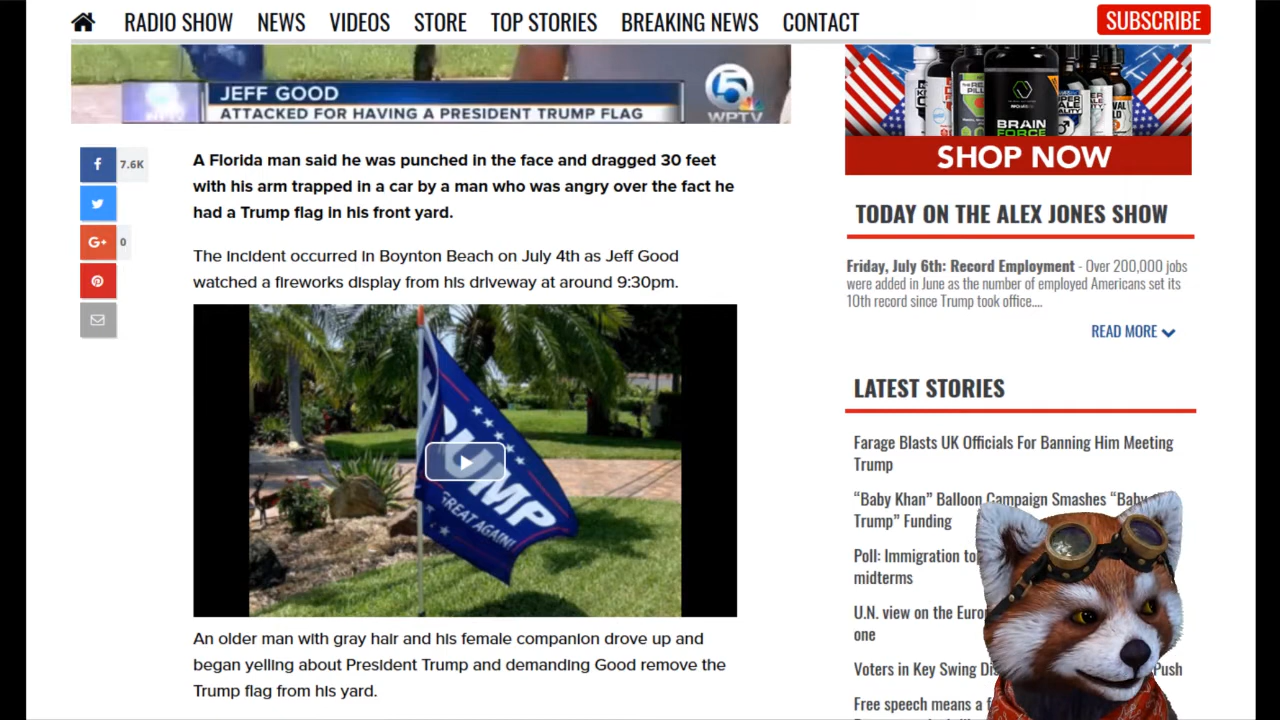 RADIO SHOW NEWS VIDEOS STORE TOP STORIES BREAKING NEWS CONTACT SUBSCRIBE
JEFF GOOD
ATTACKED FOR HAVING A PRESIDENT TRUMP FLAG
5
WPTV
f 7.6K
G+ 0
A Florida man said he was punched in the face and dragged 30 feet
with his arm trapped in a car by a man who was angry over the fact he
had a Trump flag in his front yard.
The incident occurred in Boynton Beach on July 4th as Jeff Good
watched a fireworks display from his driveway at around 9:30pm.
TRUMP
GREAT AGAIN!
An older man with gray hair and his female companion drove up and
began yelling about President Trump and demanding Good remove the
Trump flag from his yard.
BRAIN
FORCE
SHOP NOW
TODAY ON THE ALEX JONES SHOW
Friday, July 6th: Record Employment - Over 200,000 jobs
were added in June as the number of employed Americans set its
10th record since Trump took office....
READ MORE
LATEST STORIES
Farage Blasts UK Officials For Banning Him Meeting
Trump
“Baby Khan” Balloon Campaign Smashes “Baby
Trump” Funding
Poll: Immigration to
midterms
U.N. view on the Euro
one
Voters in Key Swing Di Push
Free speech means a f